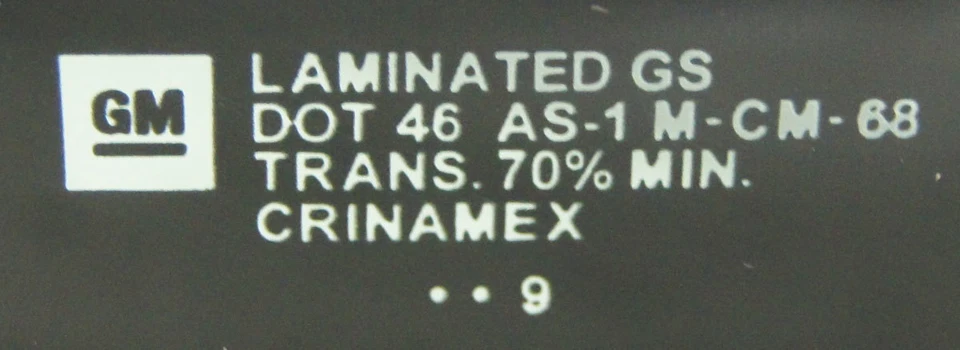 GM
LAMINATED GS
DOT 46 AS-1 M-CM-68
TRANS. 70% MIN.
CRINAMEX
• • 9